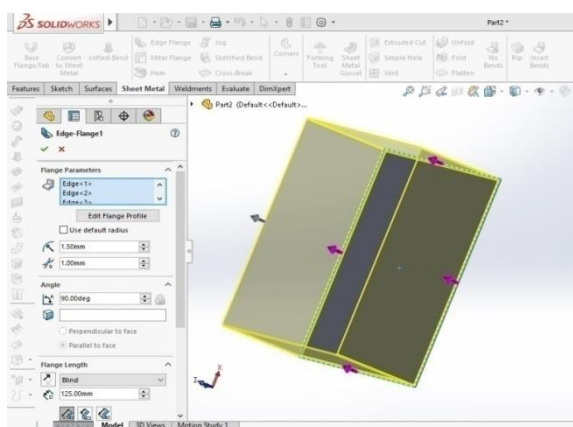 SOLIDWORKS
Part2 *
Base Flange/Tab
Convert to Sheet Metal
Lofted-Bend
Edge Flange
Miter Flange
Hem
Jog
Sketched Bend
Cross-Break
Corners
Forming Tool
Sheet Metal Gusset
Extruded Cut
Simple Hole
Vent
Unfold
Fold
Flatten
No Bends
Rip
Insert Bends
Features
Sketch
Surfaces
Sheet Metal
Weldments
Evaluate
DimXpert
Part2 (Default<<Default>...
Edge-Flange1
Flange Parameters
Edge<1>
Edge<2>
Edge<3>
Edit Flange Profile
Use default radius
1.50mm
1.00mm
Angle
90.00deg
Perpendicular to face
Parallel to face
Flange Length
Blind
125.00mm
Z
X
Model
3D Views
Motion Study 1